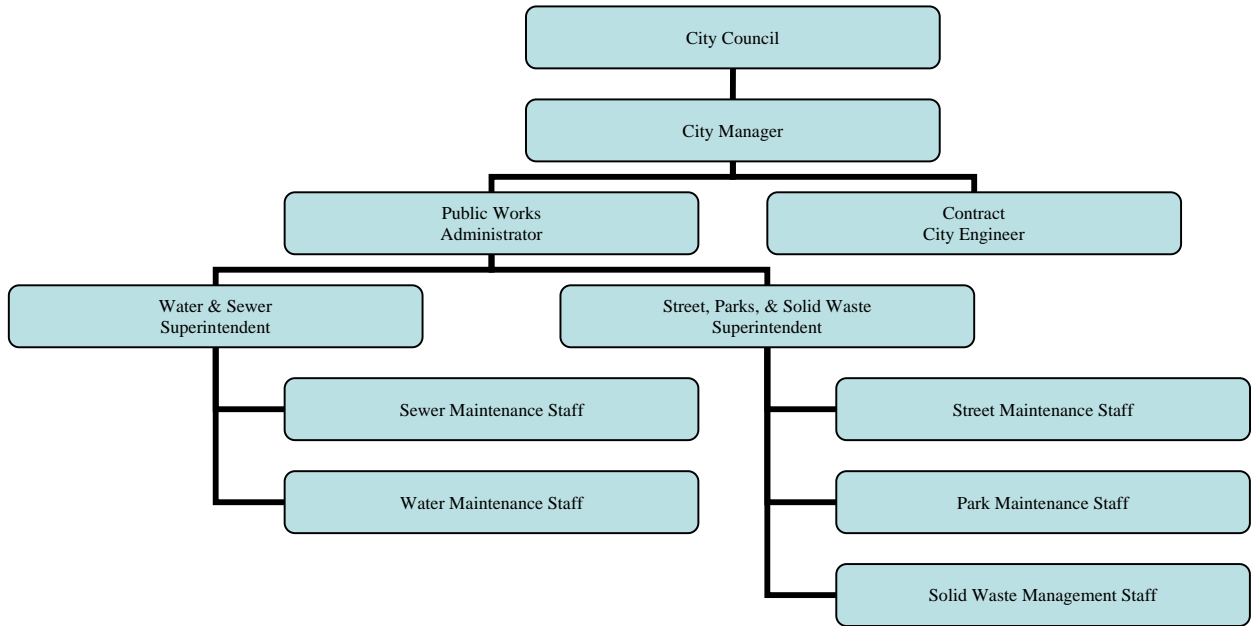 City Council
City Manager
Public Works
Administrator
Contract
City Engineer
Water & Sewer
Superintendent
Street, Parks, & Solid Waste
Superintendent
Sewer Maintenance Staff
Street Maintenance Staff
Water Maintenance Staff
Park Maintenance Staff
Solid Waste Management Staff